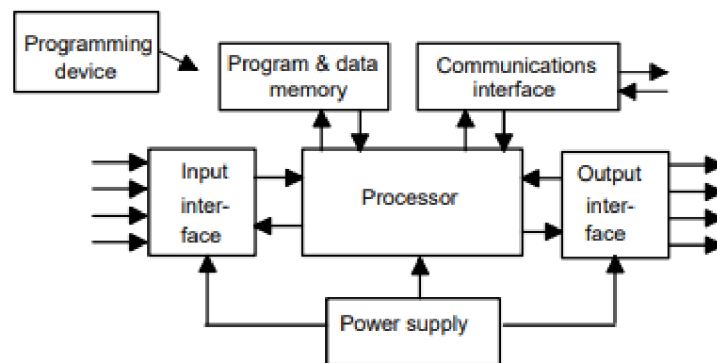 Programming
device
Program & data
memory
Communications
interface
Input
inter-
face
Processor
Output
inter-
face
Power supply